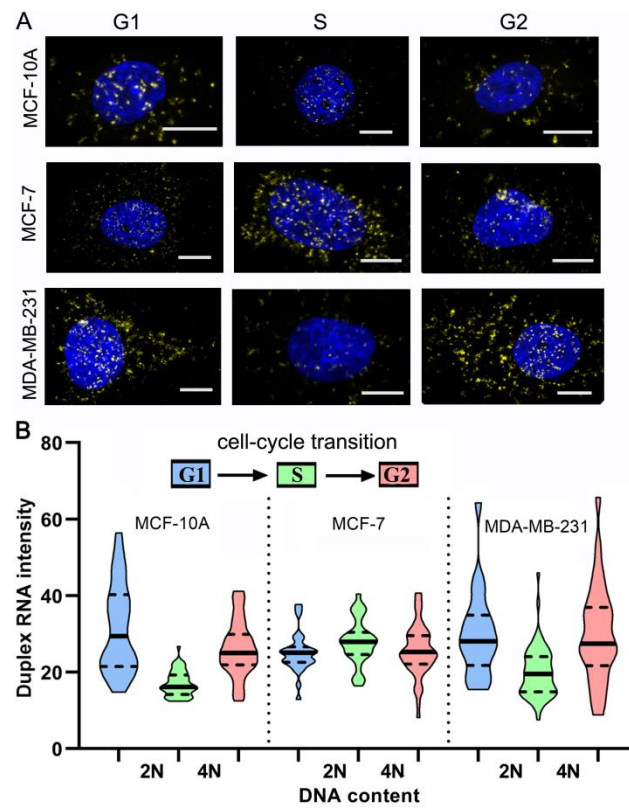 A
G1 S G2
MCF-10A
MCF-7
MDA-MB-231
B
cell-cycle transition
G1 S G2
MCF-10A MCF-7 MDA-MB-231
Duplex RNA intensity
80
60
40
20
0
2N 4N 2N 4N 2N 4N
DNA content